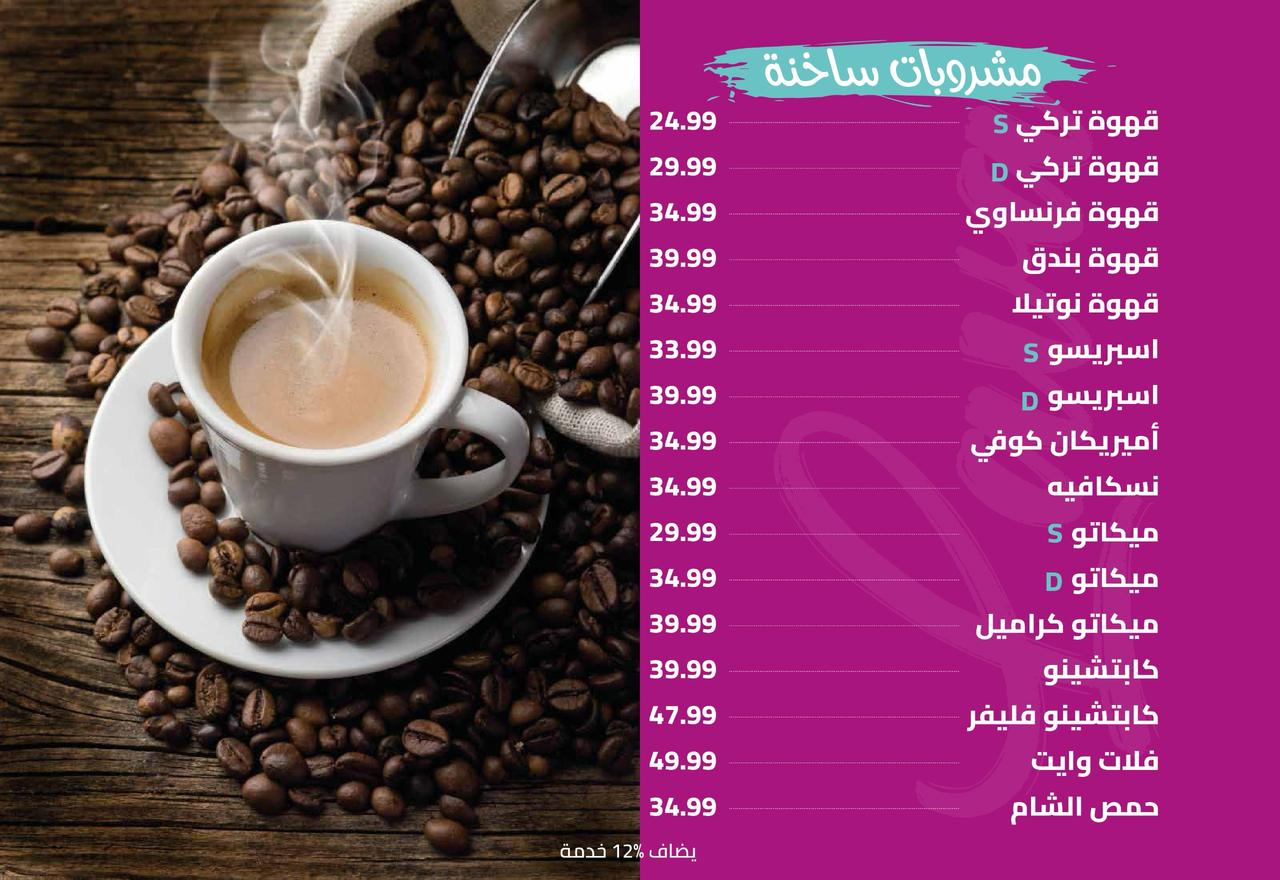 مشروبات ساخنة
قهوة تركي S 24.99
قهوة تركي D 29.99
قهوة فرنساوي 34.99
قهوة بندق 39.99
قهوة نوتيلا 34.99
اسبريسو S 33.99
اسبريسو D 39.99
أميريكان كوفي 34.99
نسكافيه 34.99
ميكاتو S 29.99
ميكاتو D 34.99
ميكاتو كراميل 39.99
كابتشينو 39.99
كابتشينو فليفر 47.99
فلات وايت 49.99
حمص الشام 34.99
يضاف 12% خدمة